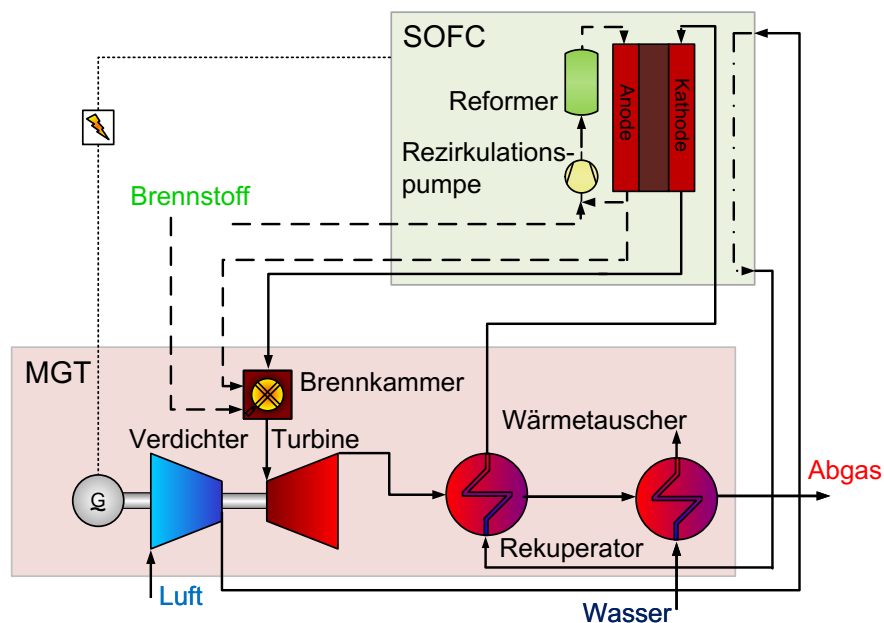 SOFC
Reformer
Anode
Kathode
Rezirkulations-
pumpe
Brennstoff
MGT
Brennkammer
Verdichter
Turbine
Wärmetauscher
Abgas
G
Rekuperator
Luft
Wasser